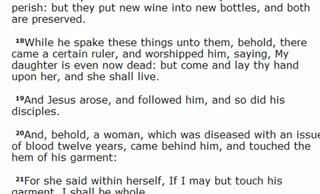 perish: but they put new wine into new bottles, and both
are preserved.
18While he spake these things unto them, behold, there
came a certain ruler, and worshipped him, saying, My
daughter is even now dead: but come and lay thy hand
upon her, and she shall live.
19And Jesus arose, and followed him, and so did his
disciples.
20And, behold, a woman, which was diseased with an issue
of blood twelve years, came behind him, and touched the
hem of his garment:
21For she said within herself, If I may but touch his
garment, I shall be whole.